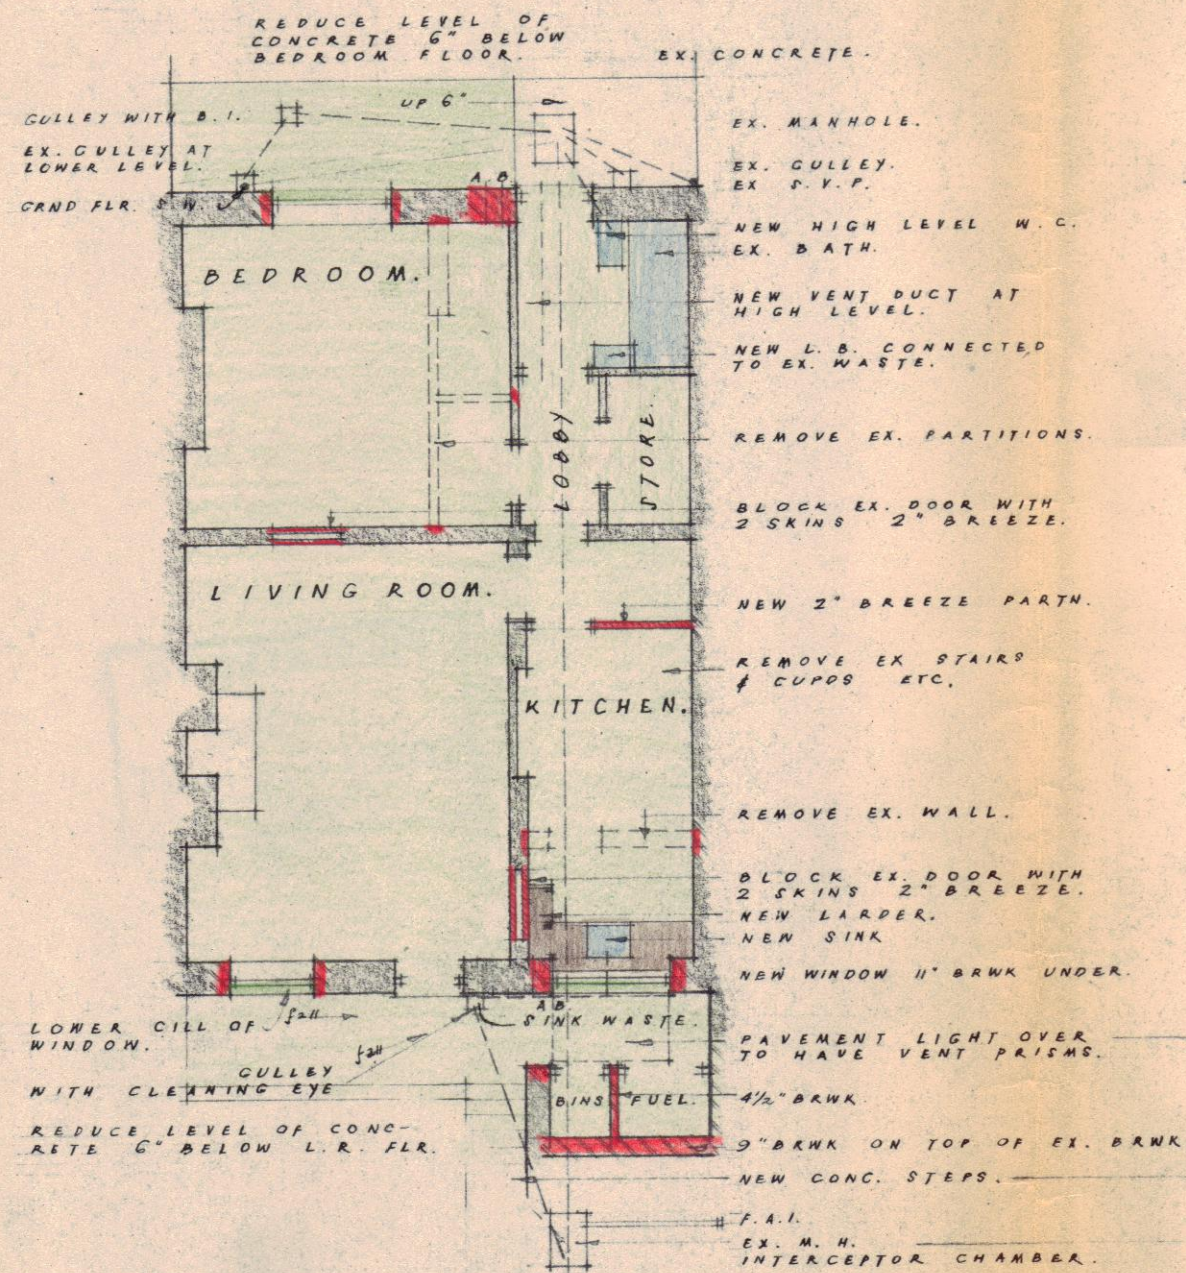 REDUCE LEVEL OF
CONCRETE 6" BELOW
BEDROOM FLOOR.
EX. CONCRETE.
UP 6"
GULLEY WITH B.I.
EX. GULLEY AT
LOWER LEVEL.
GRND FLR. S.W.
A B
EX. MANHOLE.
EX. GULLEY.
EX S.V.P.
NEW HIGH LEVEL W.C.
EX. BATH.
NEW VENT DUCT AT
HIGH LEVEL.
NEW L.B. CONNECTED
TO EX. WASTE.
BEDROOM.
LOBBY
STORE.
REMOVE EX. PARTITIONS.
BLOCK EX. DOOR WITH
2 SKINS 2" BREEZE.
LIVING ROOM.
NEW 2" BREEZE PARTN.
REMOVE EX STAIRS
& CUPDS ETC.
KITCHEN.
REMOVE EX. WALL.
BLOCK EX. DOOR WITH
2 SKINS 2" BREEZE.
NEW LARDER.
NEW SINK
NEW WINDOW 11" BRWK UNDER.
A B
SINK WASTE.
LOWER CILL OF
WINDOW.
fall
fall
GULLEY
WITH CLEANING EYE
REDUCE LEVEL OF CONC-
RETE 6" BELOW L.R. FLR.
PAVEMENT LIGHT OVER
TO HAVE VENT PRISMS.
BINS
FUEL.
4½" BRWK
9" BRWK ON TOP OF EX. BRWK
NEW CONC. STEPS.
F.A.I.
EX. M.H.
INTERCEPTOR CHAMBER.